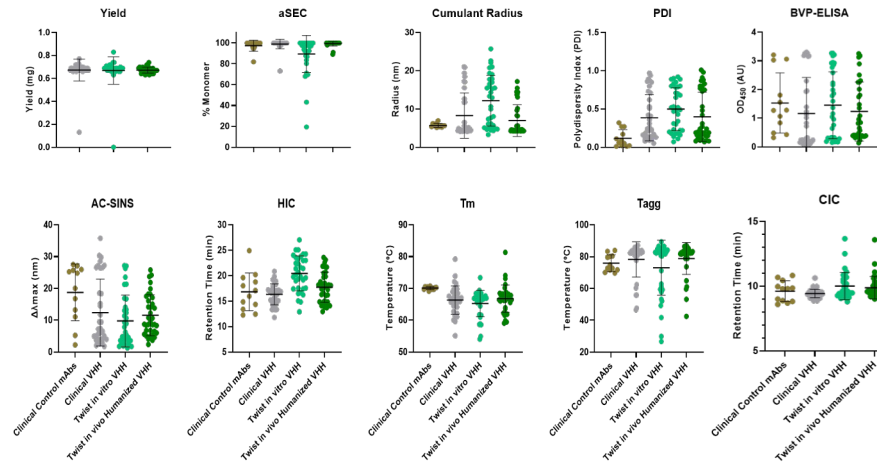 Yield
Yield (mg)
1.0
0.8
0.6
0.4
0.2
0.0
aSEC
% Monomer
100
80
60
40
20
0
Cumulant Radius
Radius (nm)
30
20
10
0
PDI
Polydispersity Index (PDI)
1.5
1.0
0.5
0.0
BVP-ELISA
OD450 (AU)
4
3
2
1
0
AC-SINS
ΔΔmax (nm)
40
30
20
10
0
Clinical Control mAbs
Clinical VHH
Twist in vitro VHH
Twist in vivo Humanized VHH
HIC
Retention Time (min)
30
25
20
15
10
5
Clinical Control mAbs
Clinical VHH
Twist in vitro VHH
Twist in vivo Humanized VHH
Tm
Temperature (°C)
90
80
70
60
50
Clinical Control mAbs
Clinical VHH
Twist in vitro VHH
Twist in vivo Humanized VHH
Tagg
Temperature (°C)
100
80
60
40
20
Clinical Control mAbs
Clinical VHH
Twist in vitro VHH
Twist in vivo Humanized VHH
CIC
Retention Time (min)
15
10
5
Clinical Control mAbs
Clinical VHH
Twist in vitro VHH
Twist in vivo Humanized VHH